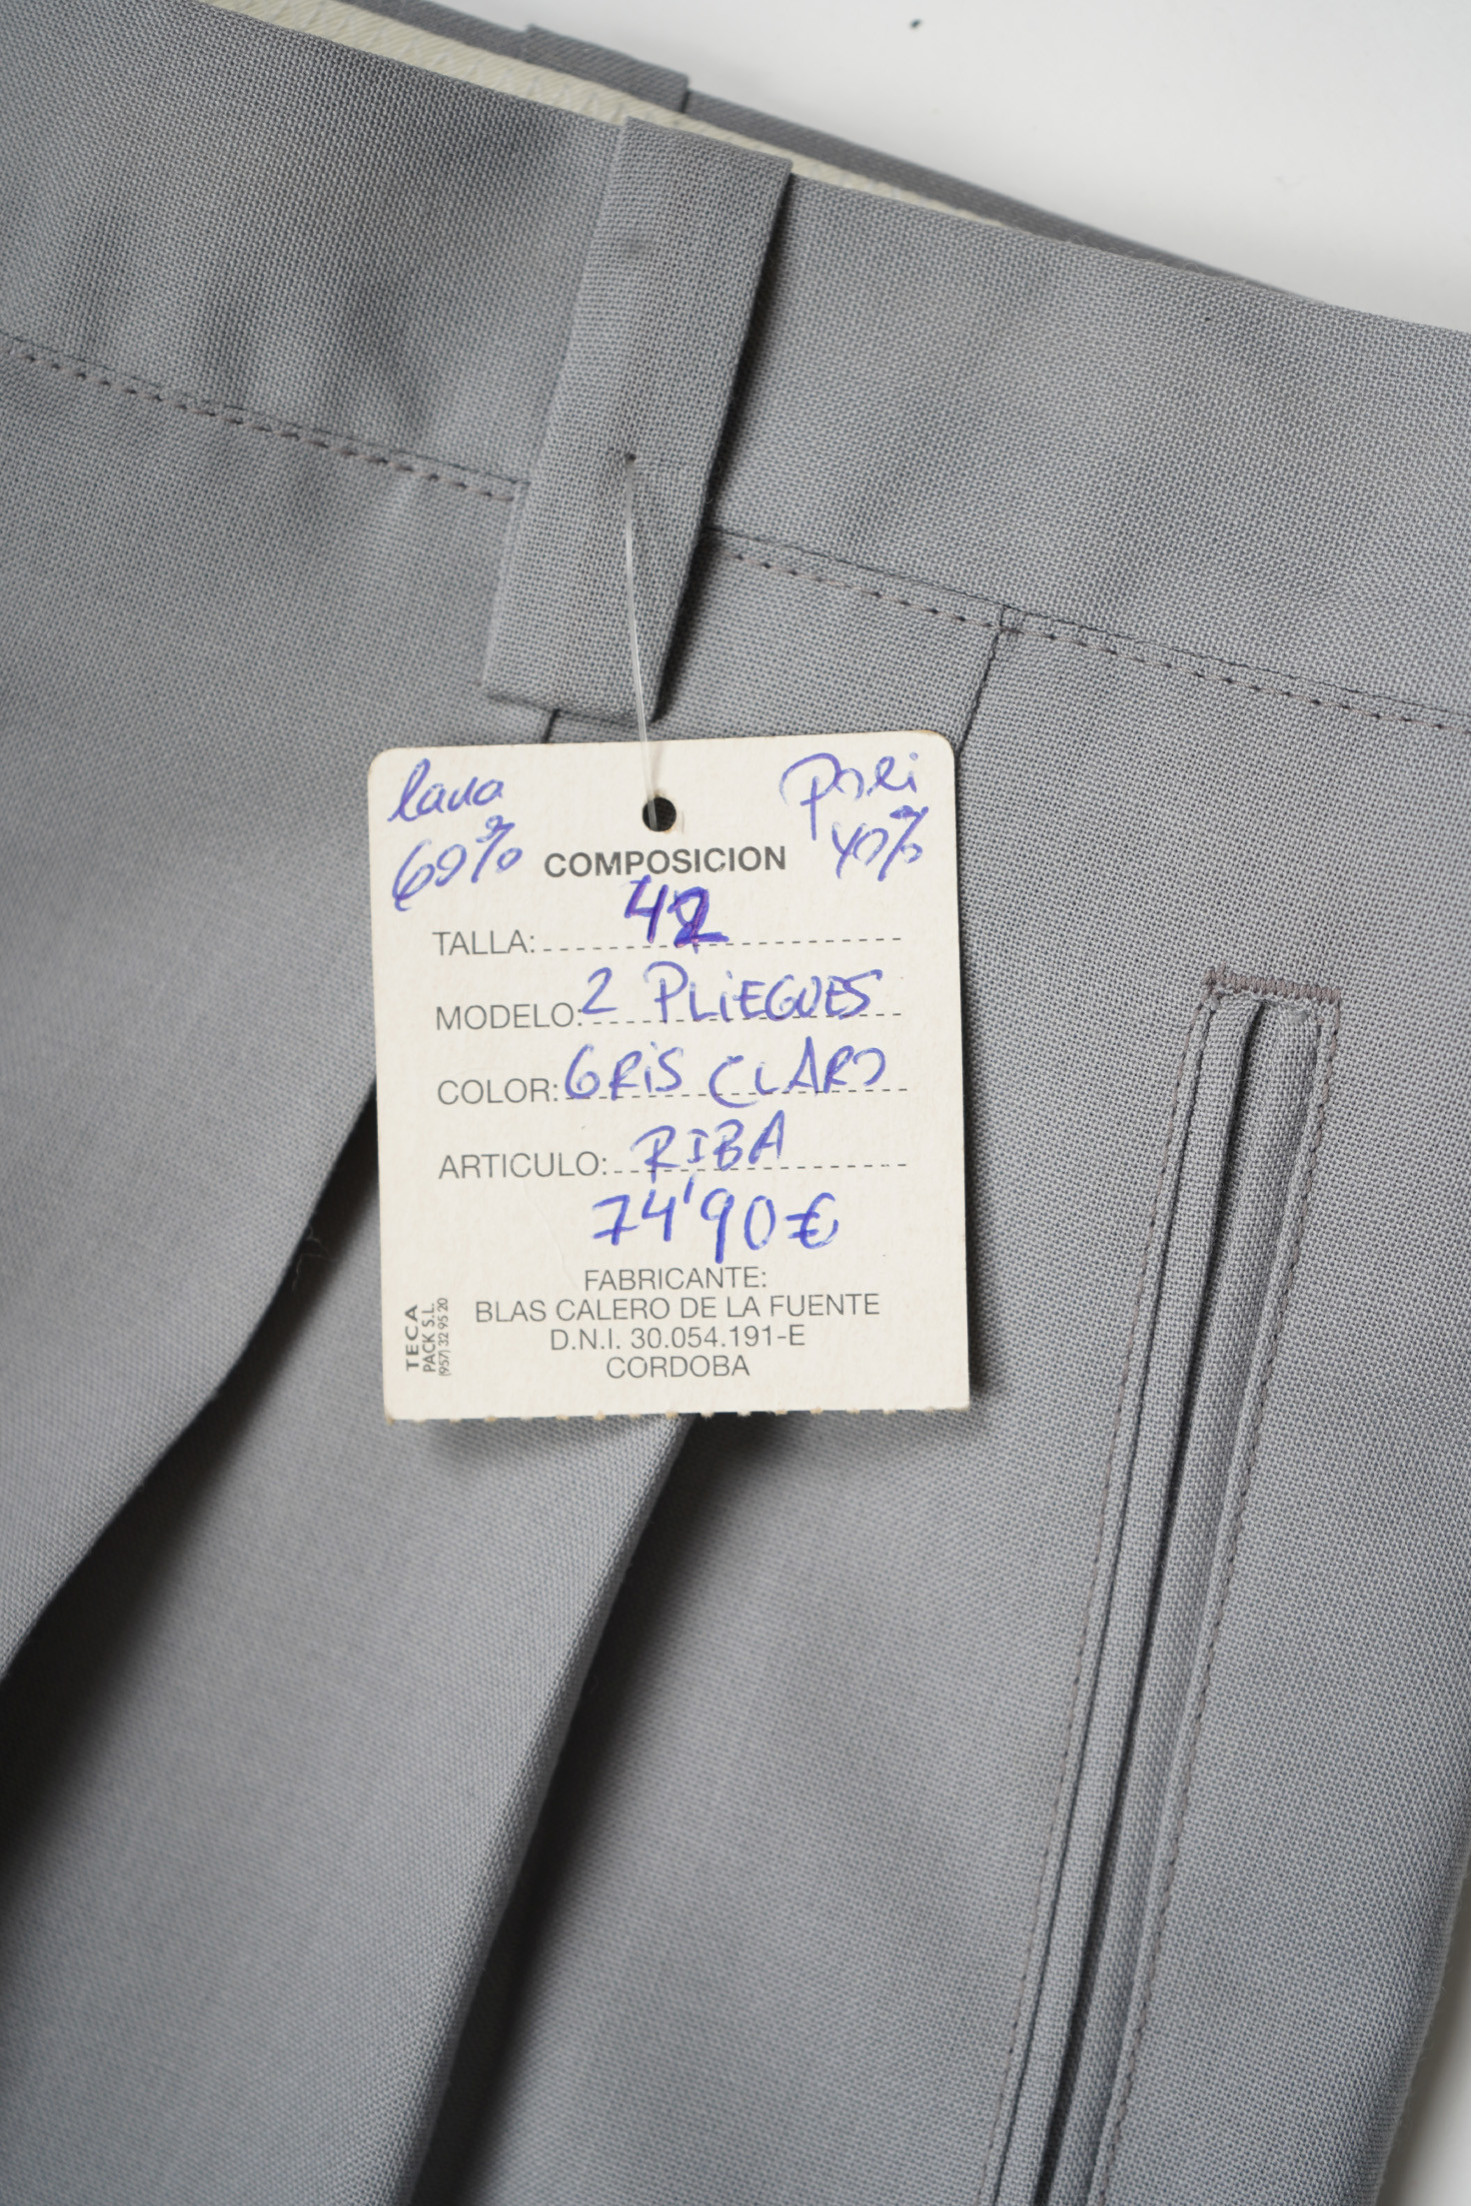 lana Poli
60% 40%
COMPOSICION
TALLA: 42
MODELO: 2 PLIEGUES
COLOR: GRIS CLARO
ARTICULO: RIBA
74'90€
FABRICANTE:
BLAS CALERO DE LA FUENTE
D.N.I. 30.054.191-E
CORDOBA
TECA
PACK S.L.
(957) 32 95 20